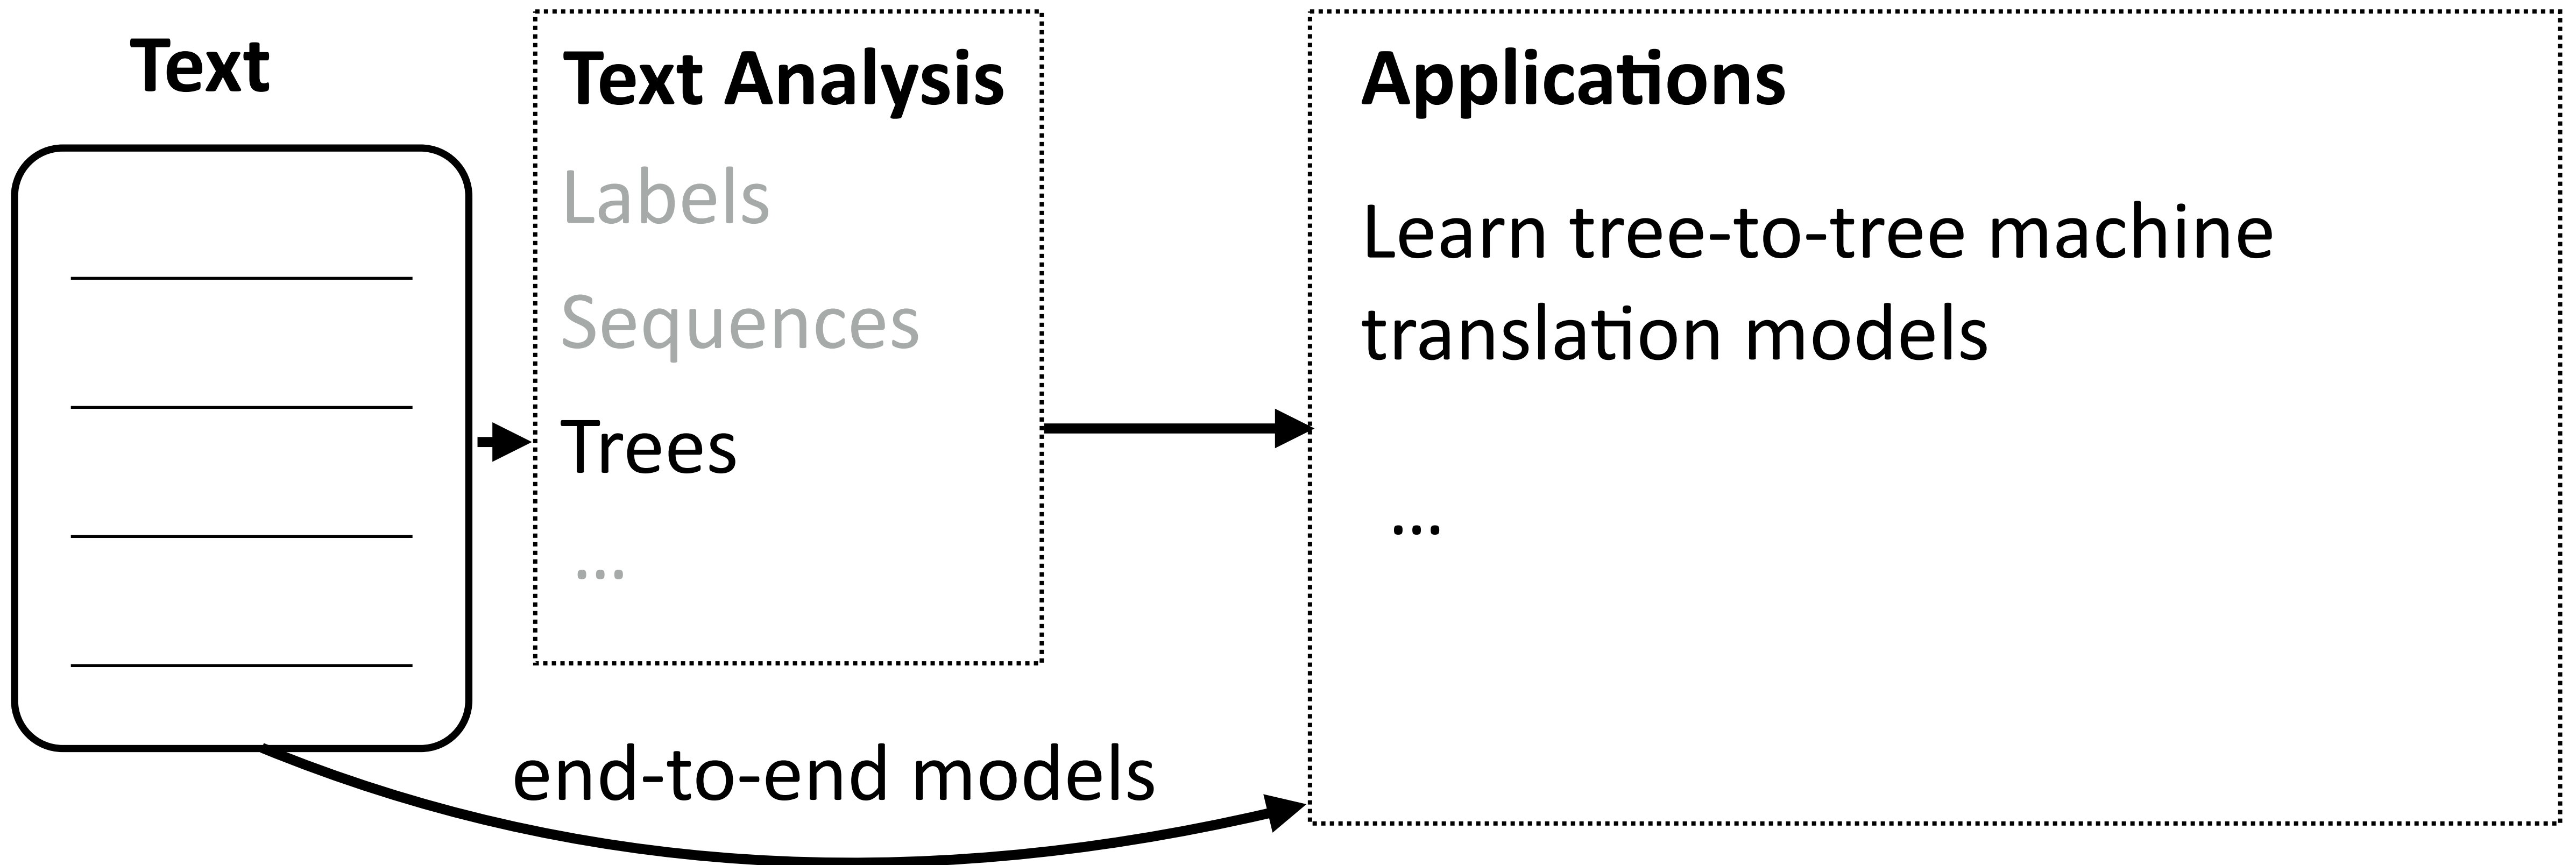 Text
Text Analysis
Labels
Sequences
Trees
...
Applications
Learn tree-to-tree machine
translation models
...
end-to-end models